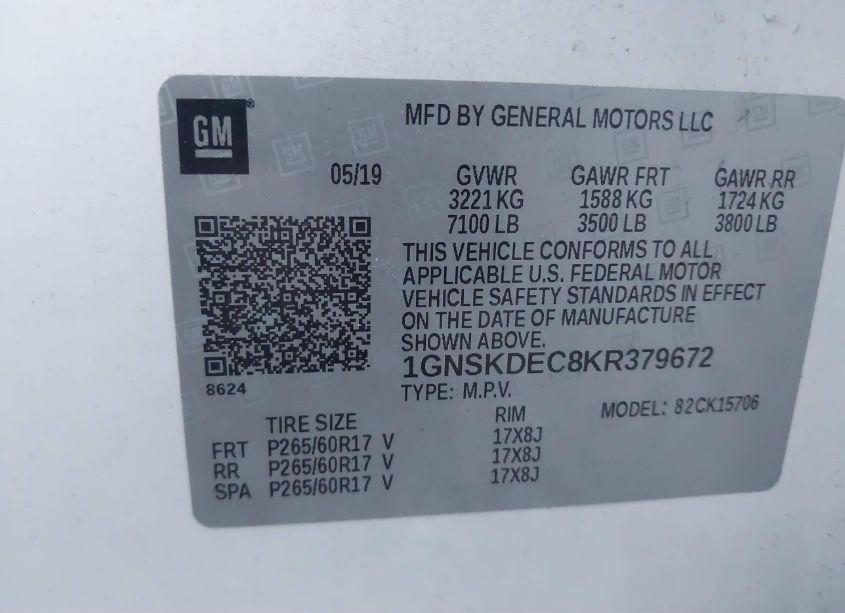 GM®
MFD BY GENERAL MOTORS LLC
05/19
GVWR GAWR FRT GAWR RR
3221 KG 1588 KG 1724 KG
7100 LB 3500 LB 3800 LB
THIS VEHICLE CONFORMS TO ALL
APPLICABLE U.S. FEDERAL MOTOR
VEHICLE SAFETY STANDARDS IN EFFECT
ON THE DATE OF MANUFACTURE
SHOWN ABOVE.
1GNSKDEC8KR379672
8624
TYPE: M.P.V.
MODEL: 82CK15706
TIRE SIZE RIM
FRT P265/60R17 V 17X8J
RR P265/60R17 V 17X8J
SPA P265/60R17 V 17X8J